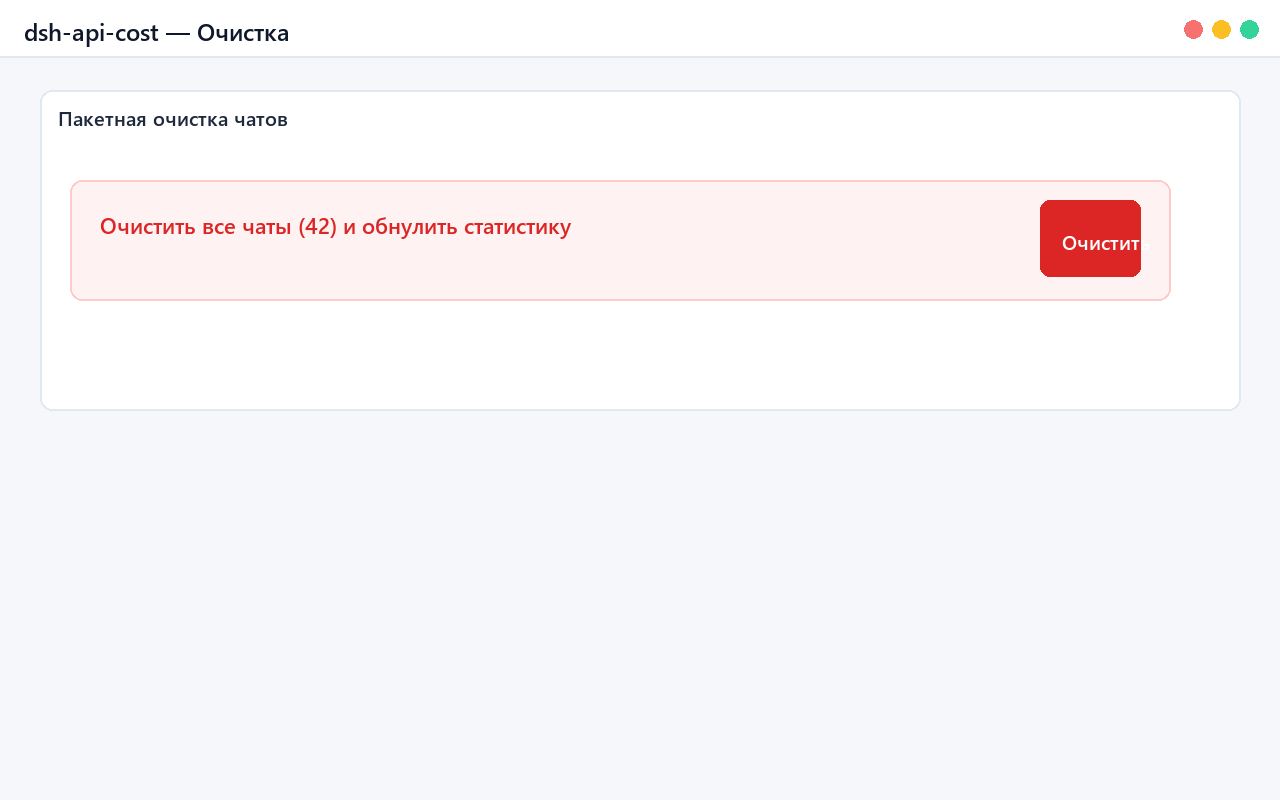 dsh-api-cost — Очистка
Пакетная очистка чатов
Очистить все чаты (42) и обнулить статистику
Очистить